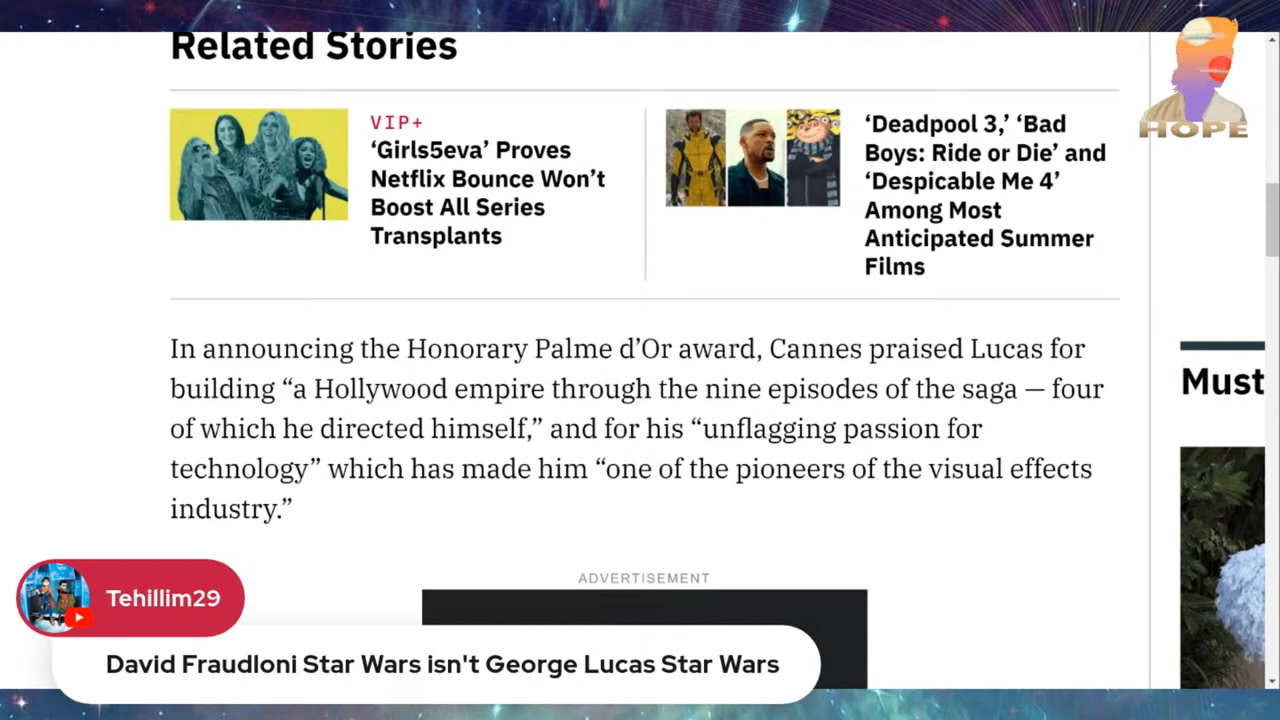 Related Stories
HOPE
VIP+
‘Girls5eva’ Proves
Netflix Bounce Won’t
Boost All Series
Transplants
‘Deadpool 3,’ ‘Bad
Boys: Ride or Die’ and
‘Despicable Me 4’
Among Most
Anticipated Summer
Films
In announcing the Honorary Palme d’Or award, Cannes praised Lucas for
building “a Hollywood empire through the nine episodes of the saga — four
of which he directed himself,” and for his “unflagging passion for
technology” which has made him “one of the pioneers of the visual effects
industry.”
Must
ADVERTISEMENT
Tehillim29
David Fraudloni Star Wars isn't George Lucas Star Wars